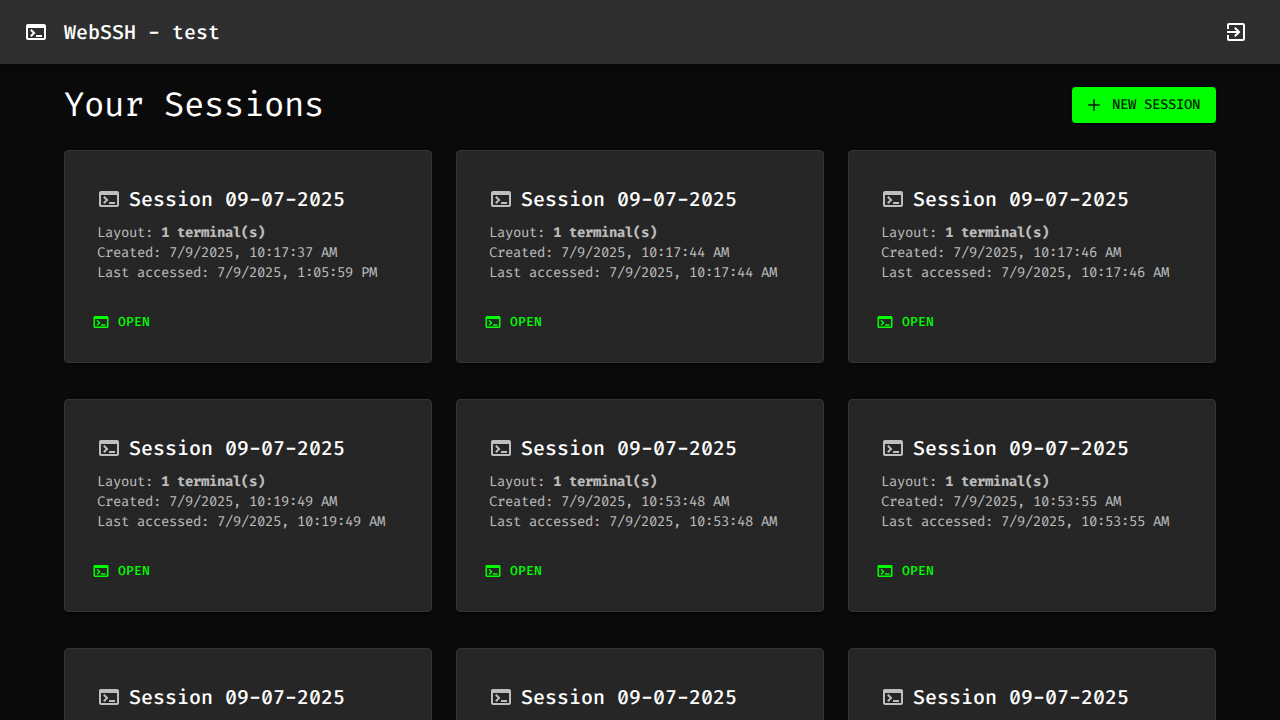 WebSSH - test
Your Sessions
NEW SESSION
Session 09-07-2025
Layout: 1 terminal(s)
Created: 7/9/2025, 10:17:37 AM
Last accessed: 7/9/2025, 1:05:59 PM
OPEN
Session 09-07-2025
Layout: 1 terminal(s)
Created: 7/9/2025, 10:17:44 AM
Last accessed: 7/9/2025, 10:17:44 AM
OPEN
Session 09-07-2025
Layout: 1 terminal(s)
Created: 7/9/2025, 10:17:46 AM
Last accessed: 7/9/2025, 10:17:46 AM
OPEN
Session 09-07-2025
Layout: 1 terminal(s)
Created: 7/9/2025, 10:19:49 AM
Last accessed: 7/9/2025, 10:19:49 AM
OPEN
Session 09-07-2025
Layout: 1 terminal(s)
Created: 7/9/2025, 10:53:48 AM
Last accessed: 7/9/2025, 10:53:48 AM
OPEN
Session 09-07-2025
Layout: 1 terminal(s)
Created: 7/9/2025, 10:53:55 AM
Last accessed: 7/9/2025, 10:53:55 AM
OPEN
Session 09-07-2025
Session 09-07-2025
Session 09-07-2025